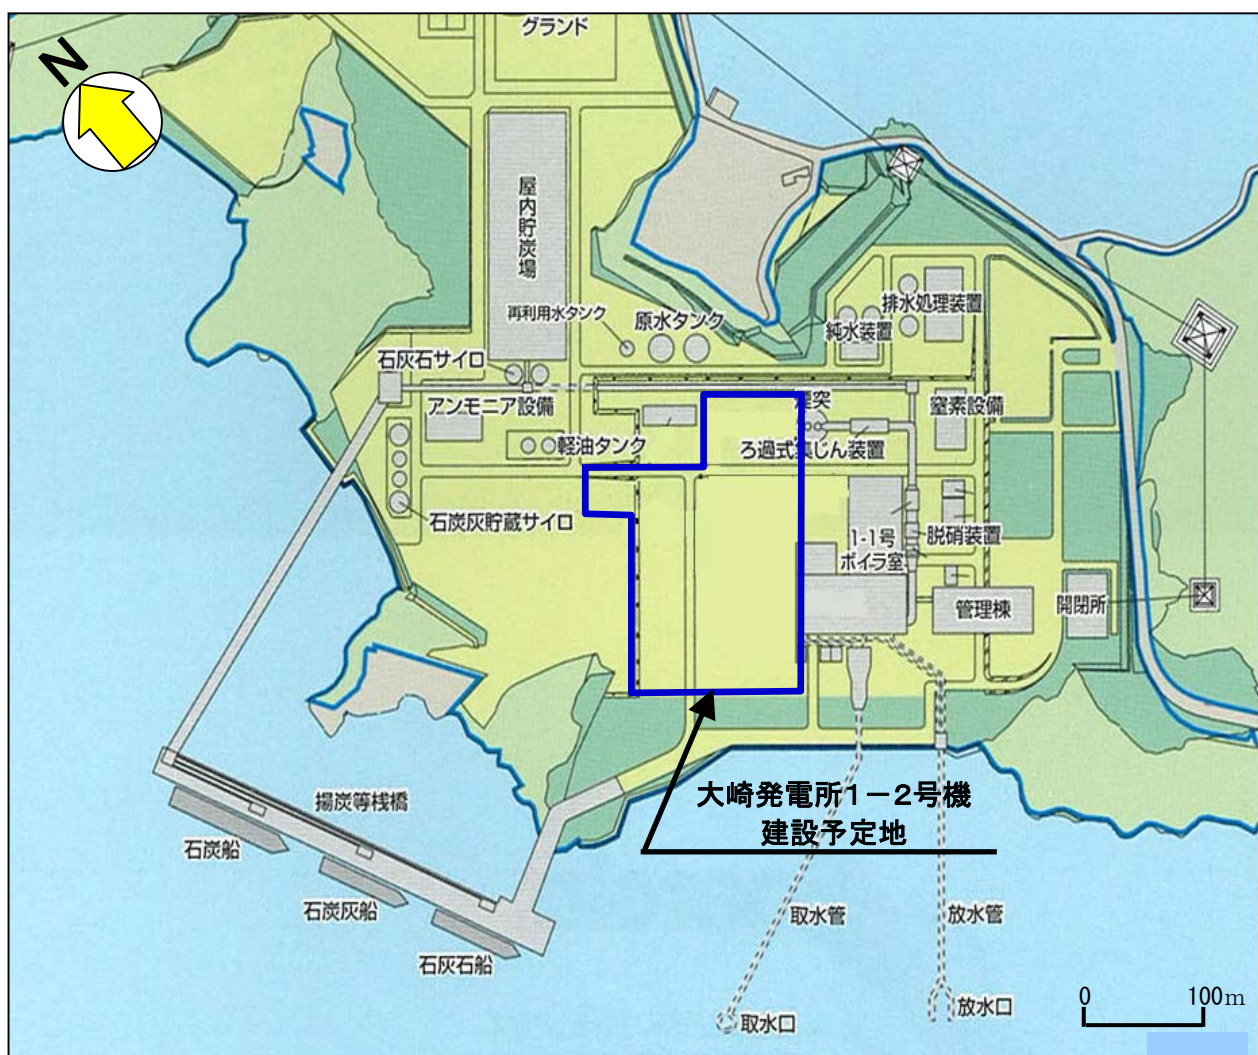 グランド
N
屋内貯炭場
再利用水タンク
原水タンク
純水装置
排水処理装置
石灰石サイロ
アンモニア設備
煙突
窒素設備
軽油タンク
ろ過式集じん装置
石炭灰貯蔵サイロ
1-1号
ボイラ室
脱硝装置
管理棟
開閉所
大崎発電所1－2号機
建設予定地
揚炭等桟橋
石炭船
石炭灰船
石灰石船
取水管
放水管
取水口
放水口
0 100m